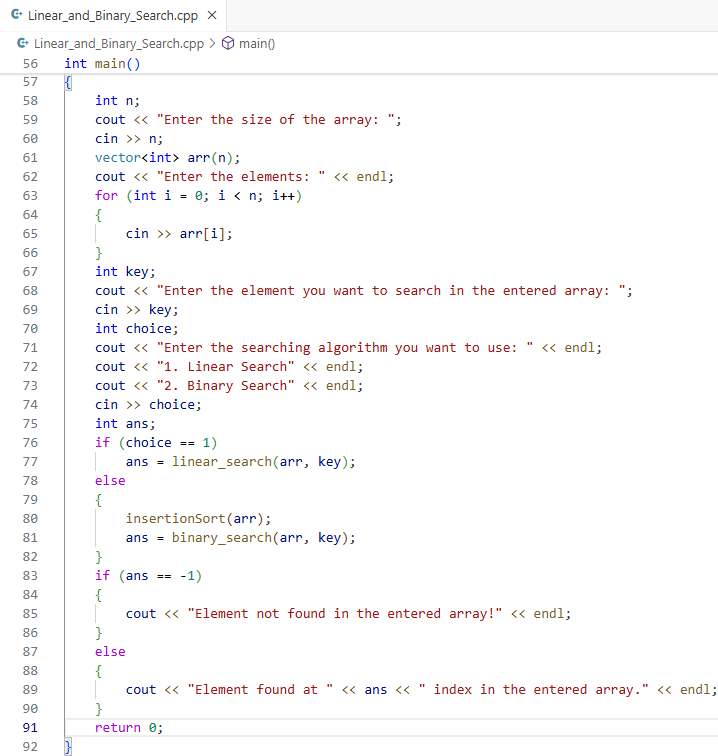 Linear_and_Binary_Search.cpp
Linear_and_Binary_Search.cpp > main()
56 int main()
57 {
58 int n;
59 cout << "Enter the size of the array: ";
60 cin >> n;
61 vector<int> arr(n);
62 cout << "Enter the elements: " << endl;
63 for (int i = 0; i < n; i++)
64 {
65 cin >> arr[i];
66 }
67 int key;
68 cout << "Enter the element you want to search in the entered array: ";
69 cin >> key;
70 int choice;
71 cout << "Enter the searching algorithm you want to use: " << endl;
72 cout << "1. Linear Search" << endl;
73 cout << "2. Binary Search" << endl;
74 cin >> choice;
75 int ans;
76 if (choice == 1)
77 ans = linear_search(arr, key);
78 else
79 {
80 insertionSort(arr);
81 ans = binary_search(arr, key);
82 }
83 if (ans == -1)
84 {
85 cout << "Element not found in the entered array!" << endl;
86 }
87 else
88 {
89 cout << "Element found at " << ans << " index in the entered array." << endl;
90 }
91 return 0;
92 }